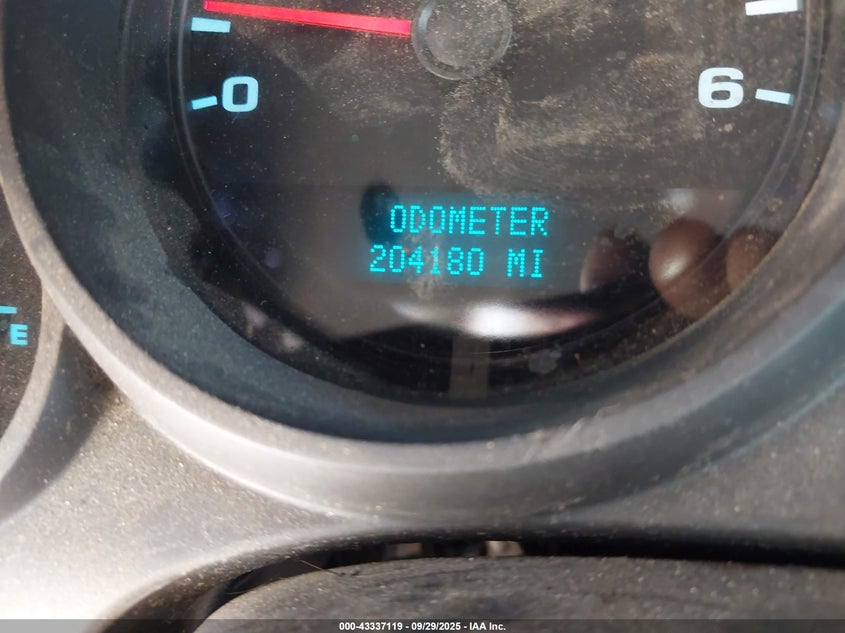 0 6
ODOMETER
204180 MI
E
000-43337119 - 09/29/2025 - IAA Inc.